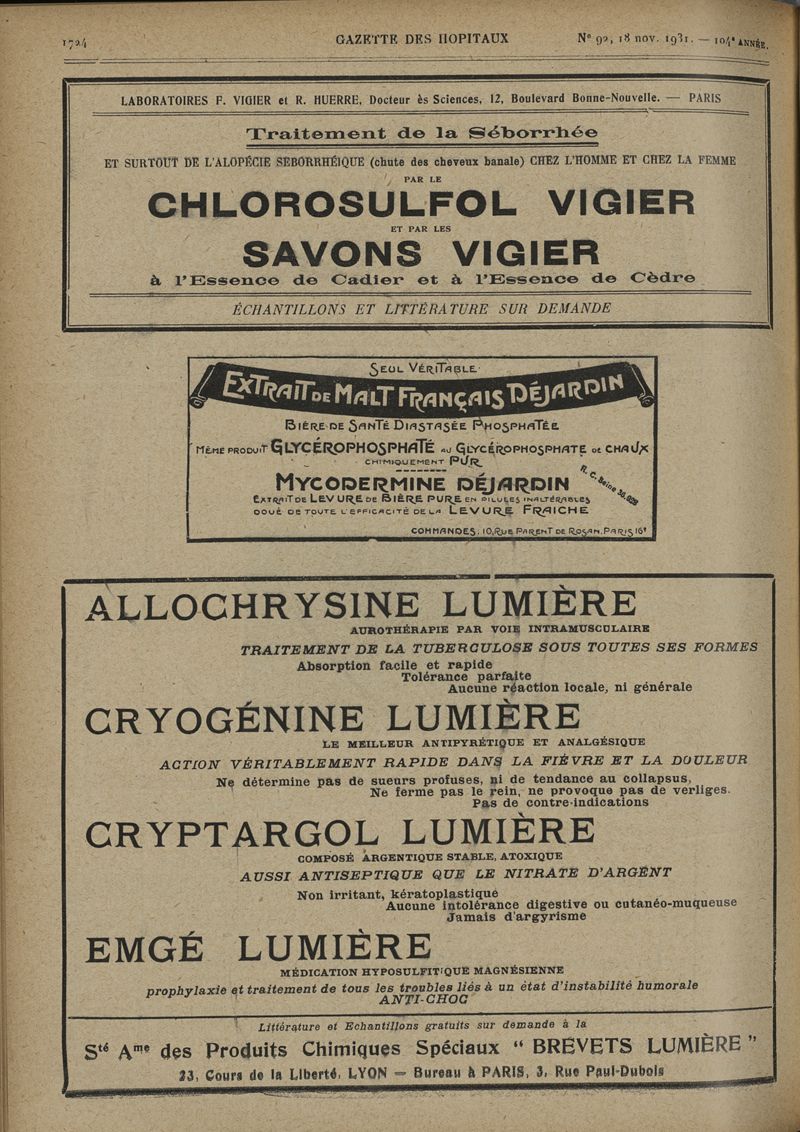 1724
GAZETTE DES HOPITAUX
N° 92, 18 nov. 1931. — 104e ANNÉE.
LABORATOIRES F. VIGIER et R. HUERRE, Docteur ès Sciences, 12, Boulevard Bonne-Nouvelle. — PARIS
Traitement de la Séborrhée
ET SURTOUT DE L'ALOPÉCIE SEBORRHÉIQUE (chute des cheveux banale) CHEZ L'HOMME ET CHEZ LA FEMME
PAR LE
CHLOROSULFOL VIGIER
ET PAR LES
SAVONS VIGIER
à l'Essence de Cadier et à l'Essence de Cèdre
ÉCHANTILLONS ET LITTÉRATURE SUR DEMANDE
SEUL VÉRITABLE
EXTRAIT DE MALT FRANÇAIS DÉJARDIN
BIÈRE DE SANTÉ DIASTASÉE PHOSPHATÉE
MÊME PRODUIT GLYCÉROPHOSPHATÉ AU GLYCÉROPHOSPHATE DE CHAUX
CHIMIQUEMENT PUR
MYCODERMINE DÉJARDIN
R. C. Seine
EXTRAIT DE LEVURE DE BIÈRE PURE EN PILULES INALTÉRABLES
DOUÉ DE TOUTE L'EFFICACITÉ DE LA LEVURE FRAICHE
COMMANDES, 10, RUE PARENT DE ROSAN, PARIS 16e
ALLOCHRYSINE LUMIÈRE
AUROTHÉRAPIE PAR VOIE INTRAMUSCULAIRE
TRAITEMENT DE LA TUBERCULOSE SOUS TOUTES SES FORMES
Absorption facile et rapide
Tolérance parfaite
Aucune réaction locale, ni générale
CRYOGÉNINE LUMIÈRE
LE MEILLEUR ANTIPYRÉTIQUE ET ANALGÉSIQUE
ACTION VÉRITABLEMENT RAPIDE DANS LA FIÈVRE ET LA DOULEUR
Ne détermine pas de sueurs profuses, ni de tendance au collapsus,
Ne ferme pas le rein, ne provoque pas de vertiges.
Pas de contre-indications
CRYPTARGOL LUMIÈRE
COMPOSÉ ARGENTIQUE STABLE, ATOXIQUE
AUSSI ANTISEPTIQUE QUE LE NITRATE D'ARGENT
Non irritant, kératoplastique
Aucune intolérance digestive ou cutanéo-muqueuse
Jamais d'argyrisme
EMGÉ LUMIÈRE
MÉDICATION HYPOSULFITIQUE MAGNÉSIENNE
prophylaxie et traitement de tous les troubles liés à un état d'instabilité humorale
ANTI-CHOC
Littérature et Echantillons gratuits sur demande à la
Sté Ame des Produits Chimiques Spéciaux “ BREVETS LUMIÈRE ”
23, Cours de la Liberté, LYON — Bureau à PARIS, 3, Rue Paul-Dubois